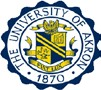 THE UNIVERSITY OF AKRON
1870